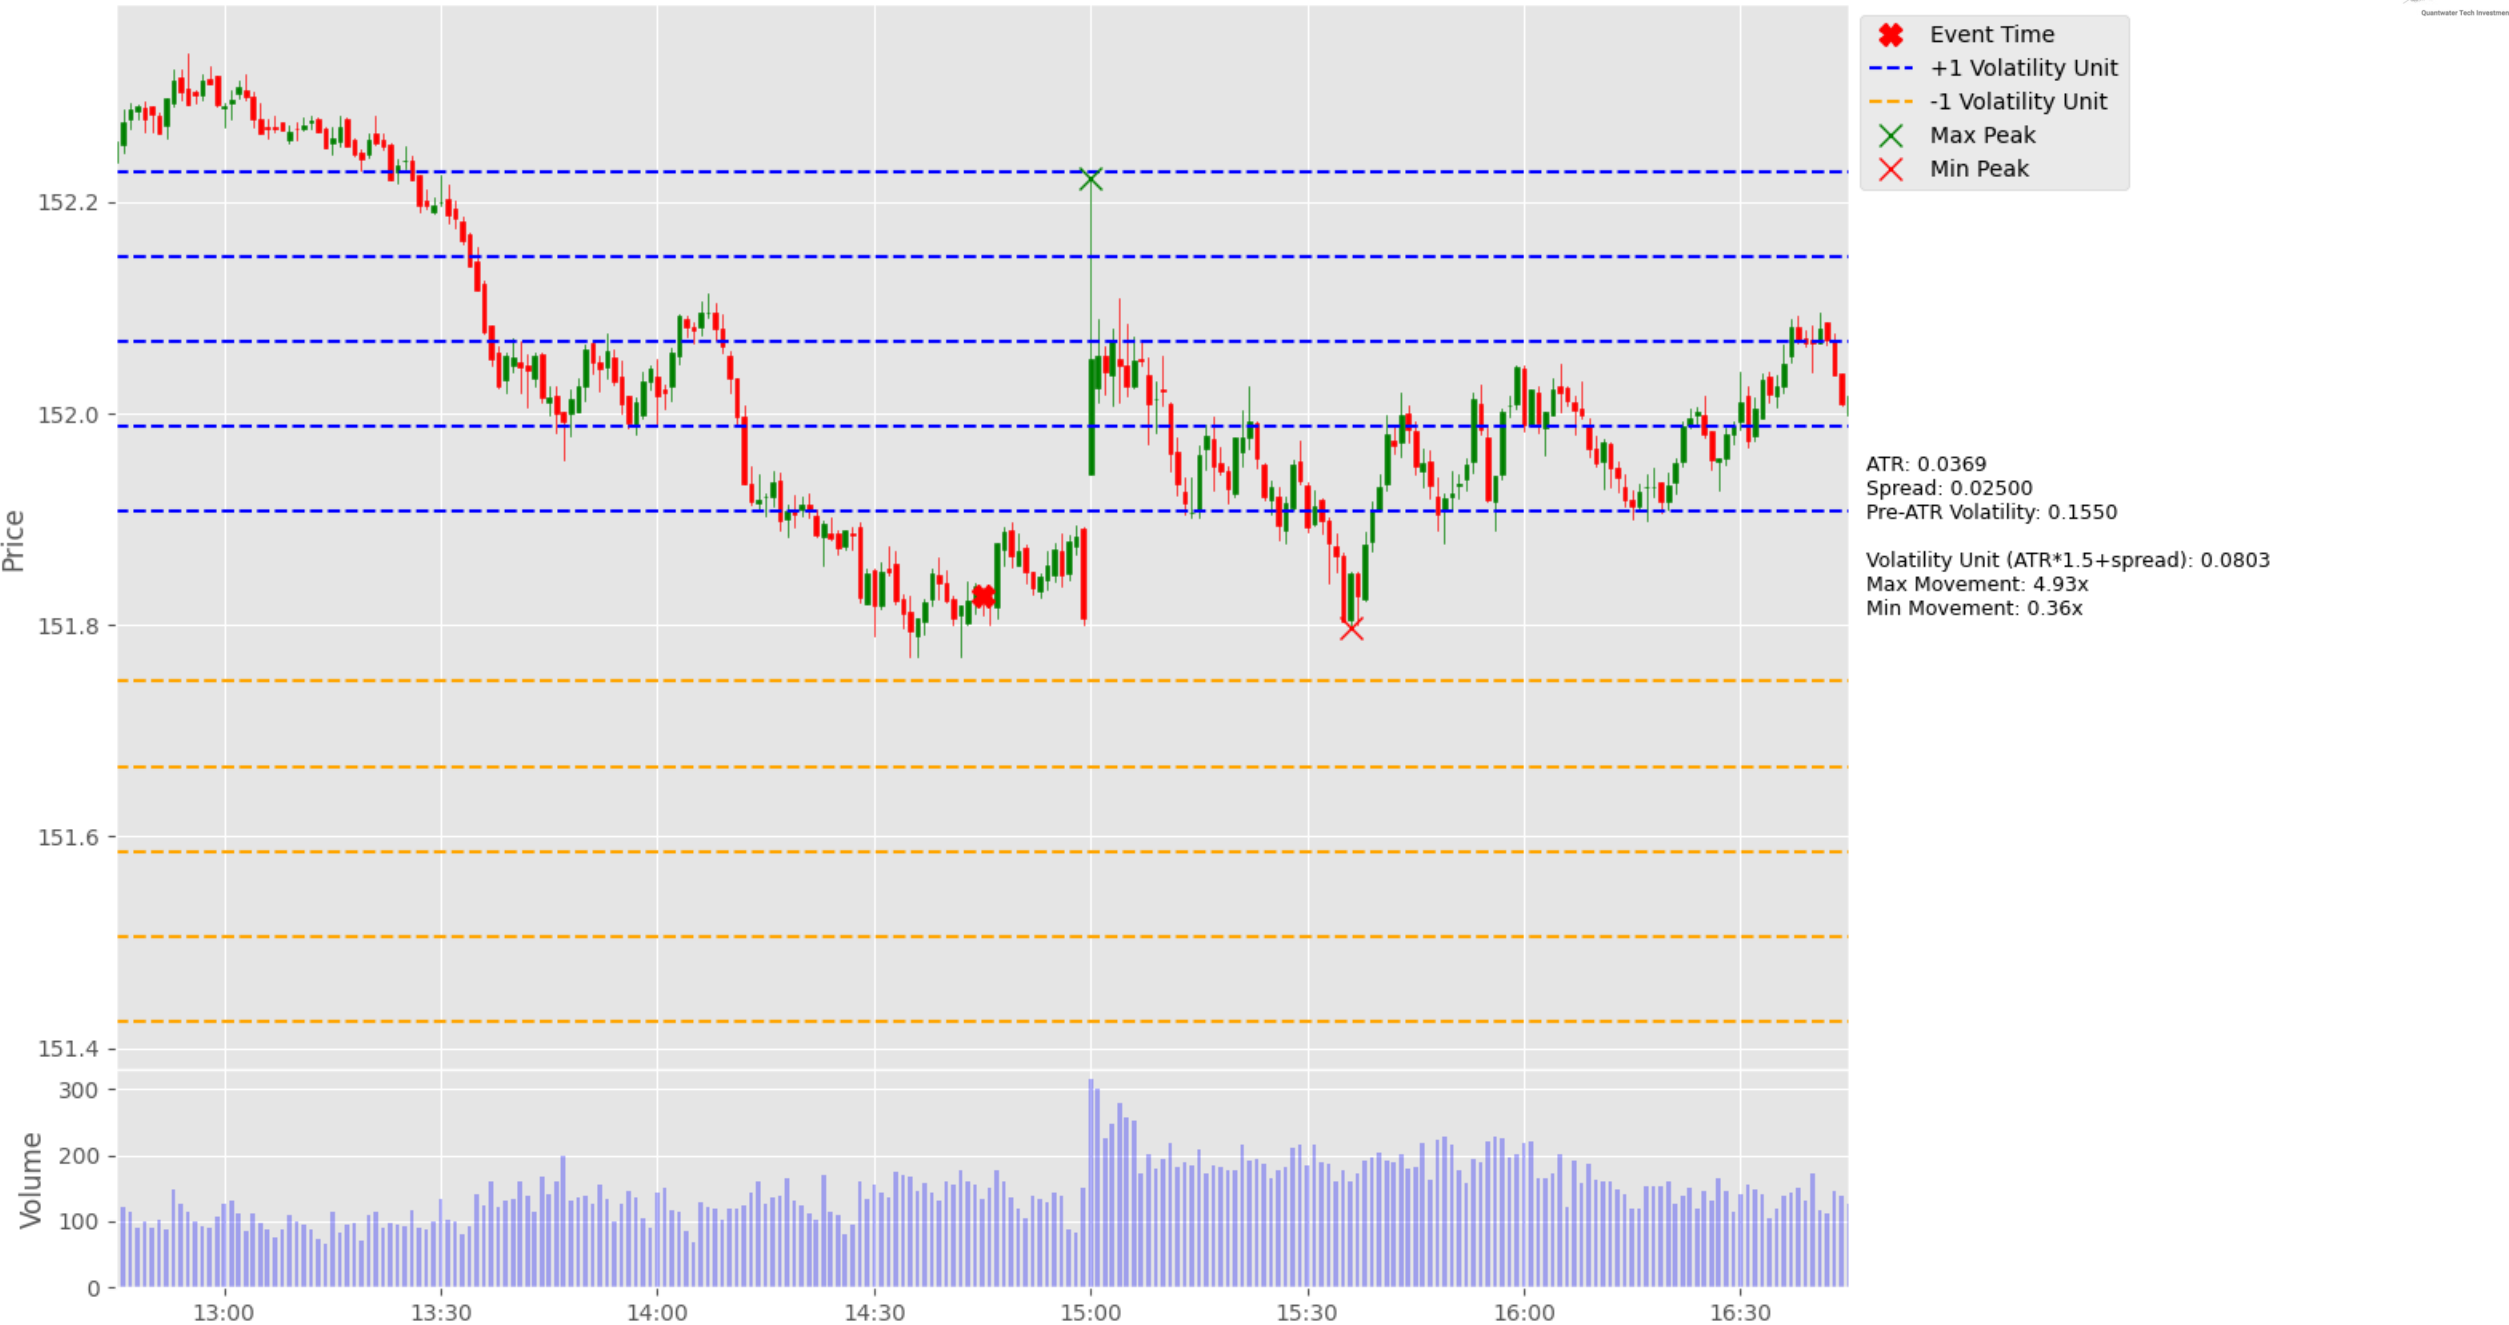 Quantwater Tech Investmen
Event Time
+1 Volatility Unit
-1 Volatility Unit
Max Peak
Min Peak
Price
152.2
152.0
151.8
151.6
151.4
ATR: 0.0369
Spread: 0.02500
Pre-ATR Volatility: 0.1550
Volatility Unit (ATR*1.5+spread): 0.0803
Max Movement: 4.93x
Min Movement: 0.36x
Volume
300
200
100
0
13:00 13:30 14:00 14:30 15:00 15:30 16:00 16:30